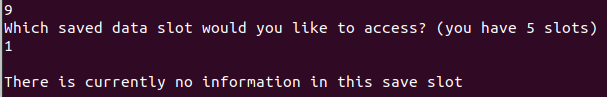 9
Which saved data slot would you like to access? (you have 5 slots)
1
There is currently no information in this save slot